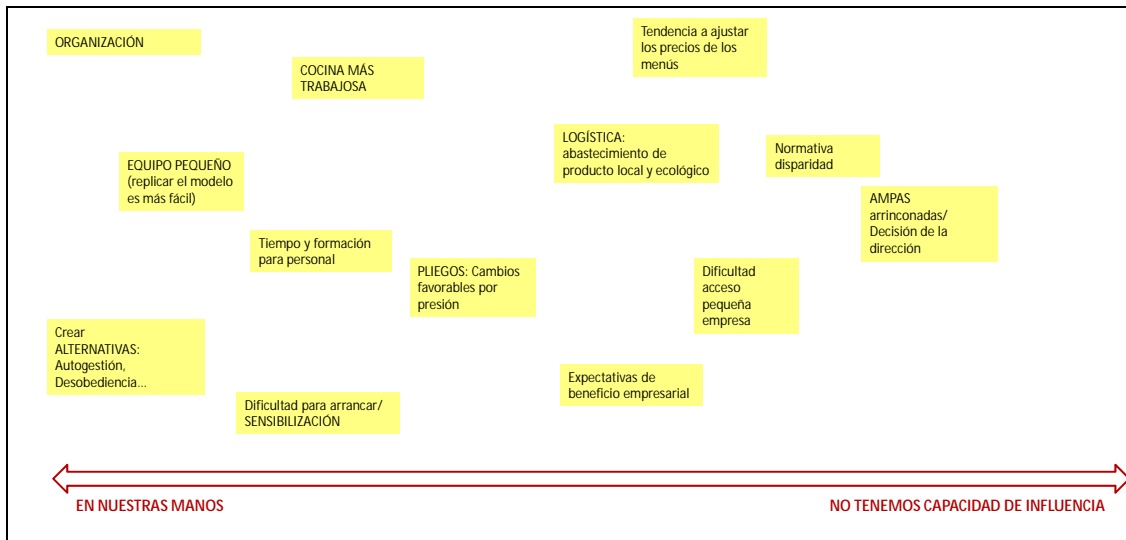 ORGANIZACIÓN
COCINA MÁS
TRABAJOSA
Tendencia a ajustar
los precios de los
menús
EQUIPO PEQUEÑO
(replicar el modelo
es más fácil)
LOGÍSTICA:
abastecimiento de
producto local y ecológico
Normativa
disparidad
AMPAS
arrinconadas/
Decisión de la
dirección
Tiempo y formación
para personal
PLIEGOS: Cambios
favorables por
presión
Dificultad
acceso
pequeña
empresa
Crear
ALTERNATIVAS:
Autogestión,
Desobediencia...
Expectativas de
beneficio empresarial
Dificultad para arrancar/
SENSIBILIZACIÓN
EN NUESTRAS MANOS
NO TENEMOS CAPACIDAD DE INFLUENCIA